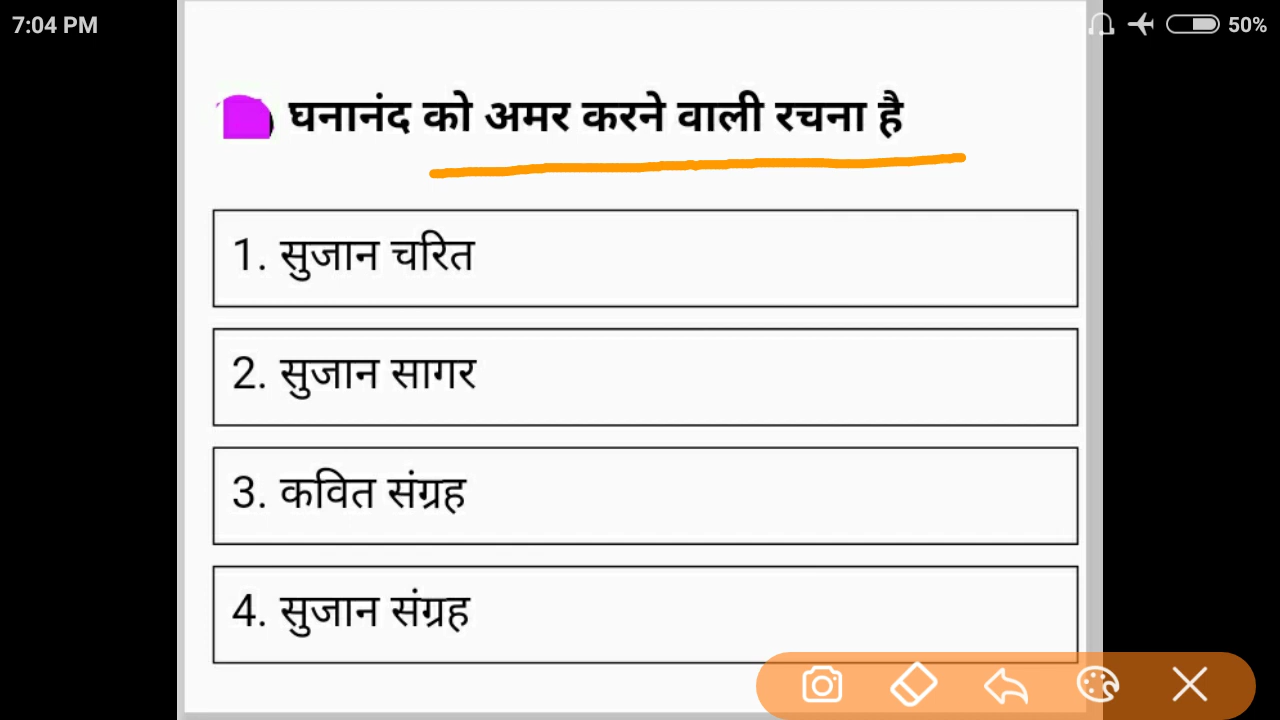 7:04 PM
50%
घनानंद को अमर करने वाली रचना है
1. सुजान चरित
2. सुजान सागर
3. कवित संग्रह
4. सुजान संग्रह